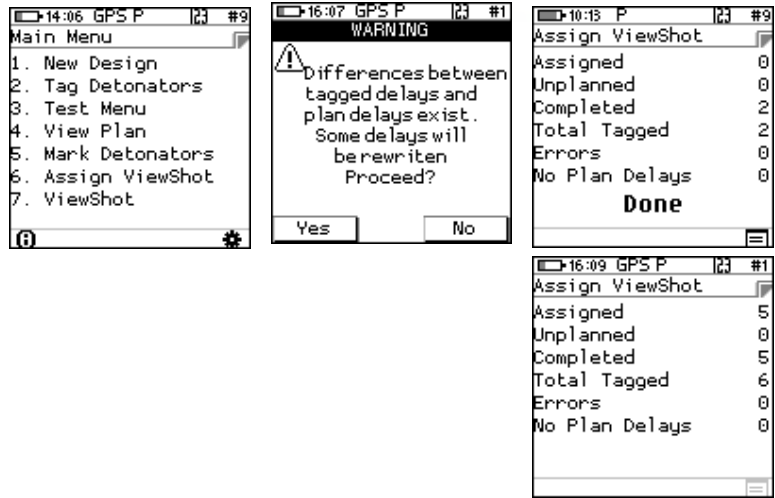 14:06 GPS P 123 #9
Main Menu
1. New Design
2. Tag Detonators
3. Test Menu
4. View Plan
5. Mark Detonators
6. Assign ViewShot
7. ViewShot
16:07 GPS P 123 #1
WARNING
Differences between
tagged delays and
plan delays exist.
Some delays will
be rewriten
Proceed?
Yes No
10:13 P 123 #9
Assign ViewShot
Assigned 0
Unplanned 0
Completed 2
Total Tagged 2
Errors 0
No Plan Delays 0
Done
16:09 GPS P 123 #1
Assign ViewShot
Assigned 5
Unplanned 0
Completed 5
Total Tagged 6
Errors 0
No Plan Delays 0